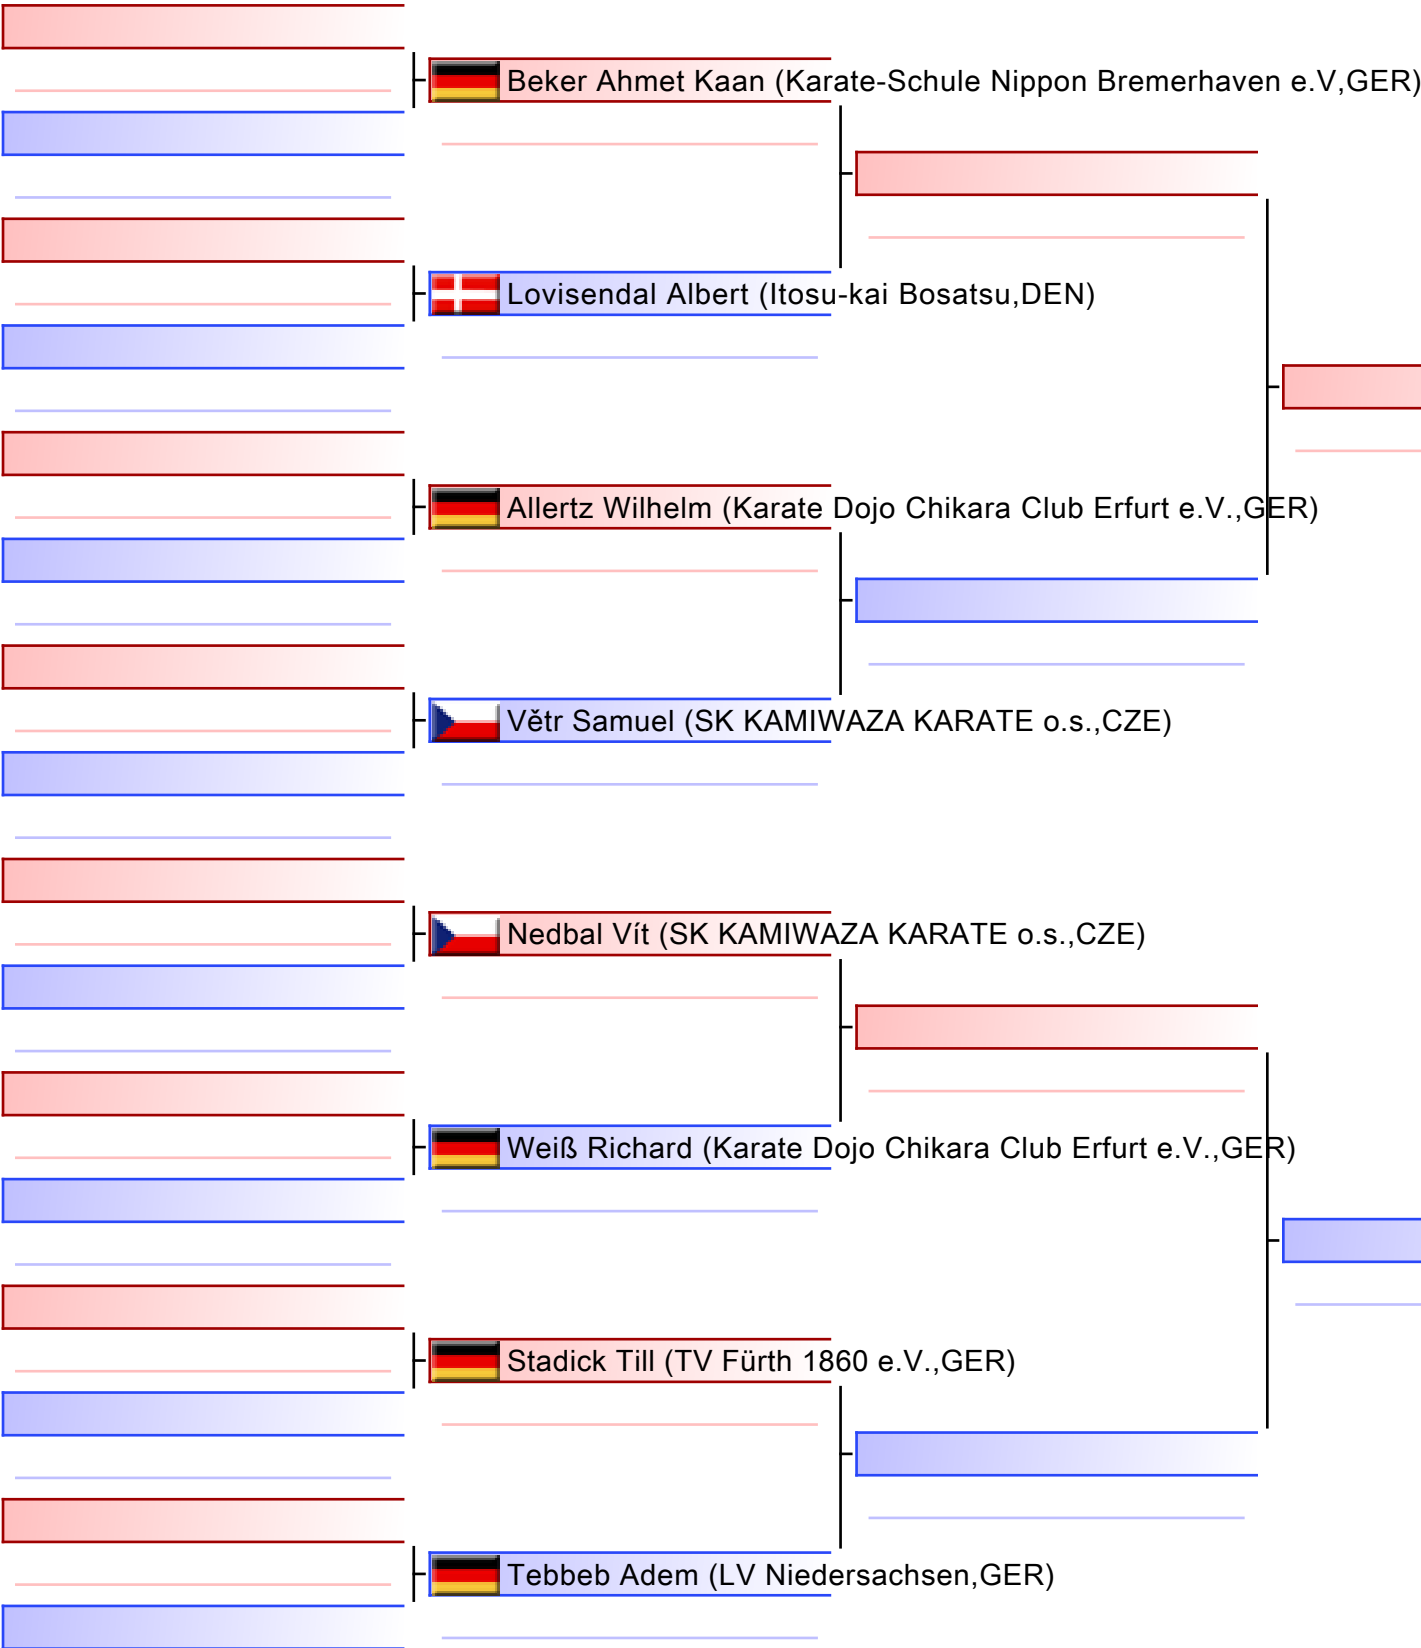 Beker Ahmet Kaan (Karate-Schule Nippon Bremerhaven e.V,GER)
Lovisendal Albert (Itosu-kai Bosatsu,DEN)
Allertz Wilhelm (Karate Dojo Chikara Club Erfurt e.V.,GER)
Větr Samuel (SK KAMIWAZA KARATE o.s.,CZE)
Nedbal Vít (SK KAMIWAZA KARATE o.s.,CZE)
Weiß Richard (Karate Dojo Chikara Club Erfurt e.V.,GER)
Stadick Till (TV Fürth 1860 e.V.,GER)
Tebbeb Adem (LV Niedersachsen,GER)